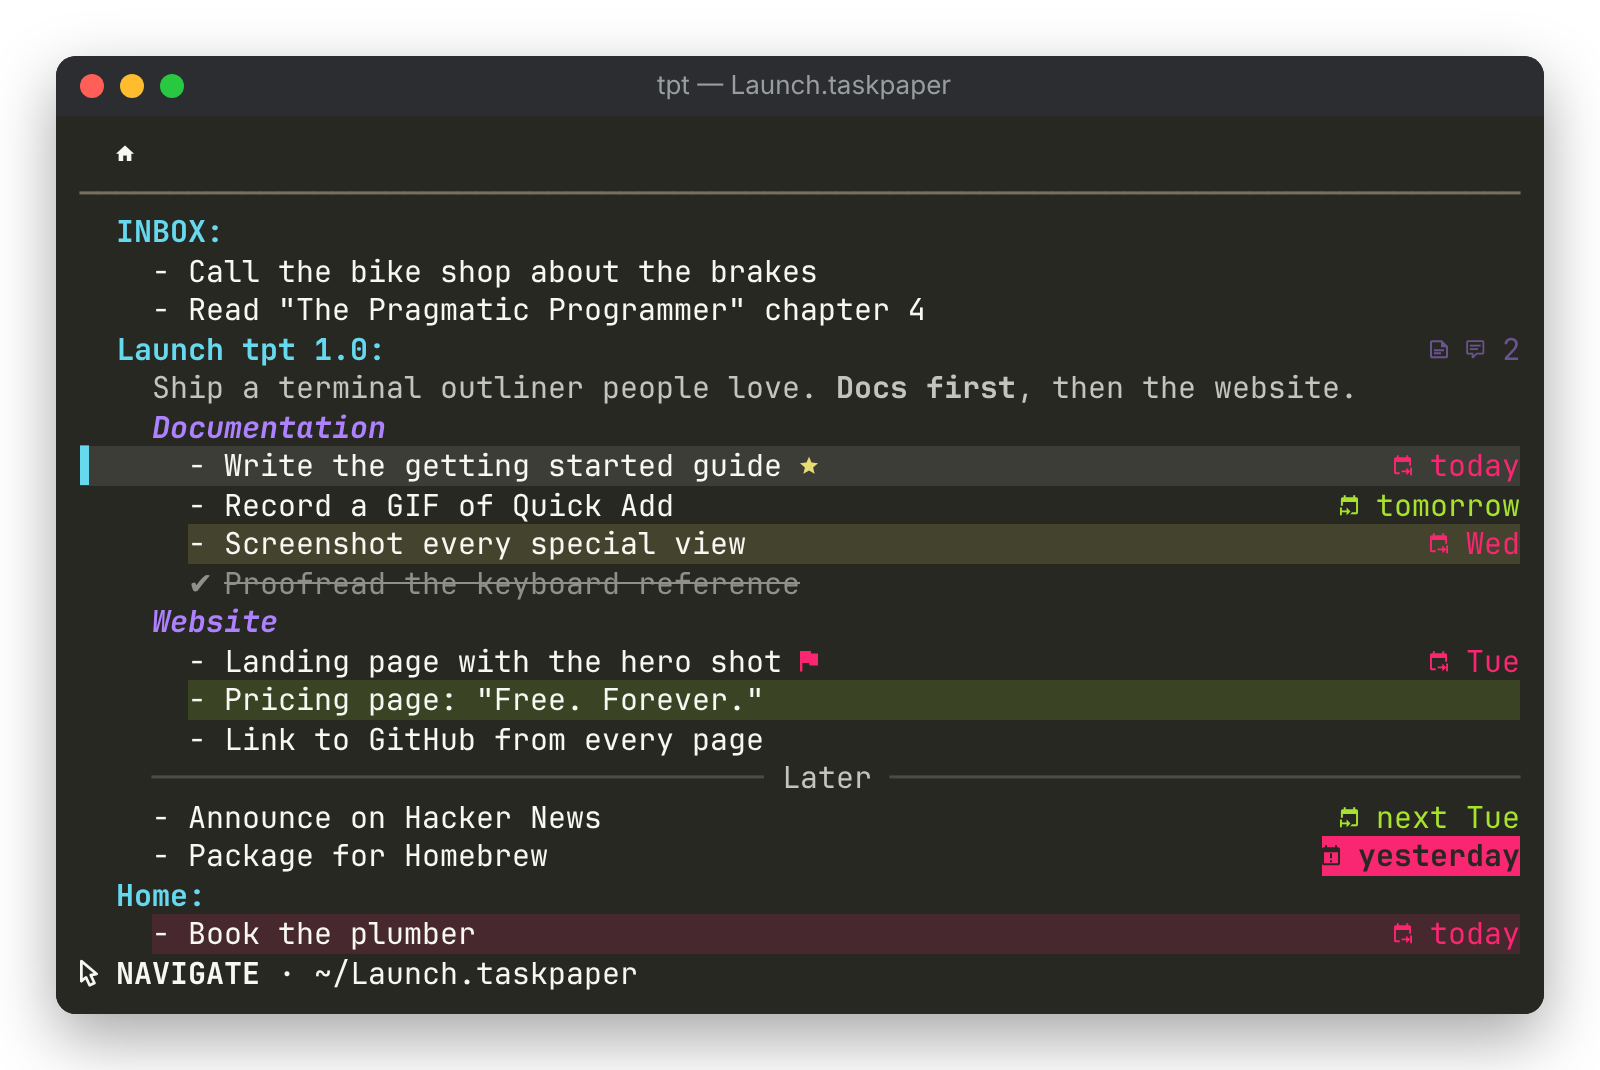 tpt — Launch.taskpaper
INBOX:
- Call the bike shop about the brakes
- Read "The Pragmatic Programmer" chapter 4
Launch tpt 1.0: 2
Ship a terminal outliner people love. Docs first, then the website.
Documentation
- Write the getting started guide ★ today
- Record a GIF of Quick Add tomorrow
- Screenshot every special view Wed
✔ Proofread the keyboard reference
Website
- Landing page with the hero shot Tue
- Pricing page: "Free. Forever."
- Link to GitHub from every page
Later
- Announce on Hacker News next Tue
- Package for Homebrew yesterday
Home:
- Book the plumber today
NAVIGATE · ~/Launch.taskpaper